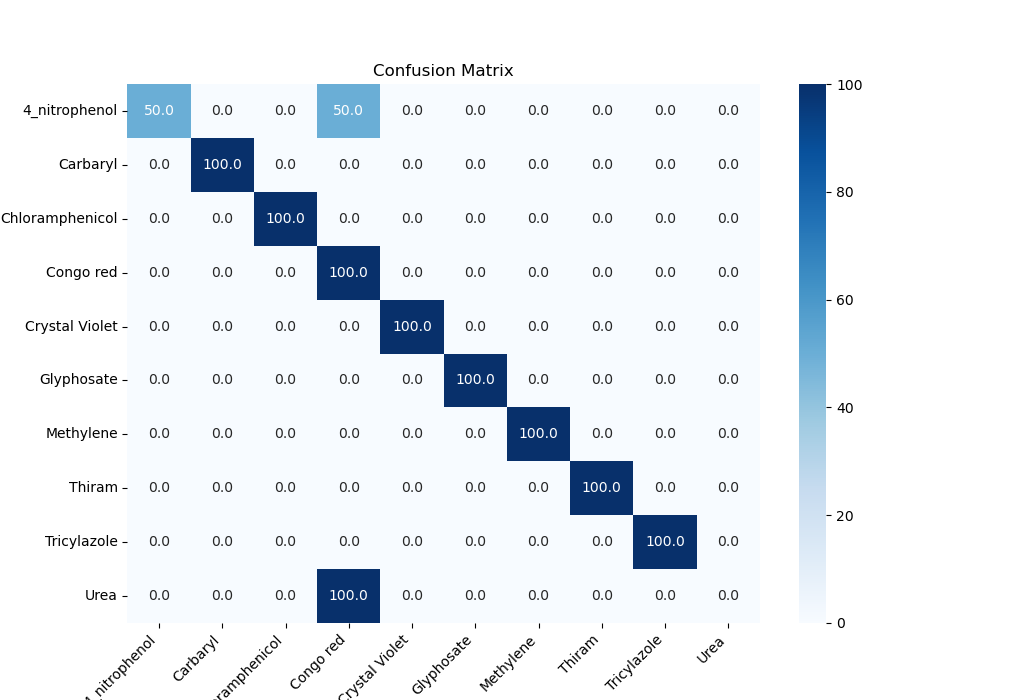 Confusion Matrix
4_nitrophenol 50.0 0.0 0.0 50.0 0.0 0.0 0.0 0.0 0.0 0.0
Carbaryl 0.0 100.0 0.0 0.0 0.0 0.0 0.0 0.0 0.0 0.0
Chloramphenicol 0.0 0.0 100.0 0.0 0.0 0.0 0.0 0.0 0.0 0.0
Congo red 0.0 0.0 0.0 100.0 0.0 0.0 0.0 0.0 0.0 0.0
Crystal Violet 0.0 0.0 0.0 0.0 100.0 0.0 0.0 0.0 0.0 0.0
Glyphosate 0.0 0.0 0.0 0.0 0.0 100.0 0.0 0.0 0.0 0.0
Methylene 0.0 0.0 0.0 0.0 0.0 0.0 100.0 0.0 0.0 0.0
Thiram 0.0 0.0 0.0 0.0 0.0 0.0 0.0 100.0 0.0 0.0
Tricylazole 0.0 0.0 0.0 0.0 0.0 0.0 0.0 0.0 100.0 0.0
Urea 0.0 0.0 0.0 100.0 0.0 0.0 0.0 0.0 0.0 0.0
4_nitrophenol
Carbaryl
ramphenicol
Congo red
Crystal Violet
Glyphosate
Methylene
Thiram
Tricylazole
Urea
100
80
60
40
20
0